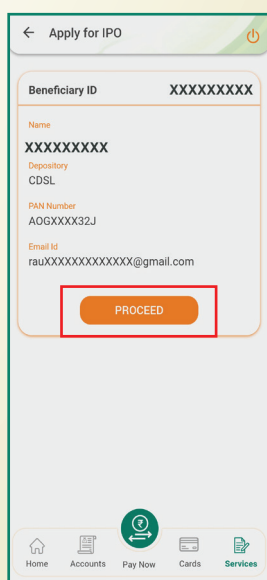 Apply for IPO
Beneficiary ID XXXXXXXXX
Name
XXXXXXXXX
Depository
CDSL
PAN Number
AOGXXXX32J
Email Id
rauXXXXXXXXXXXXX@gmail.com
PROCEED
Home Accounts Pay Now Cards Services